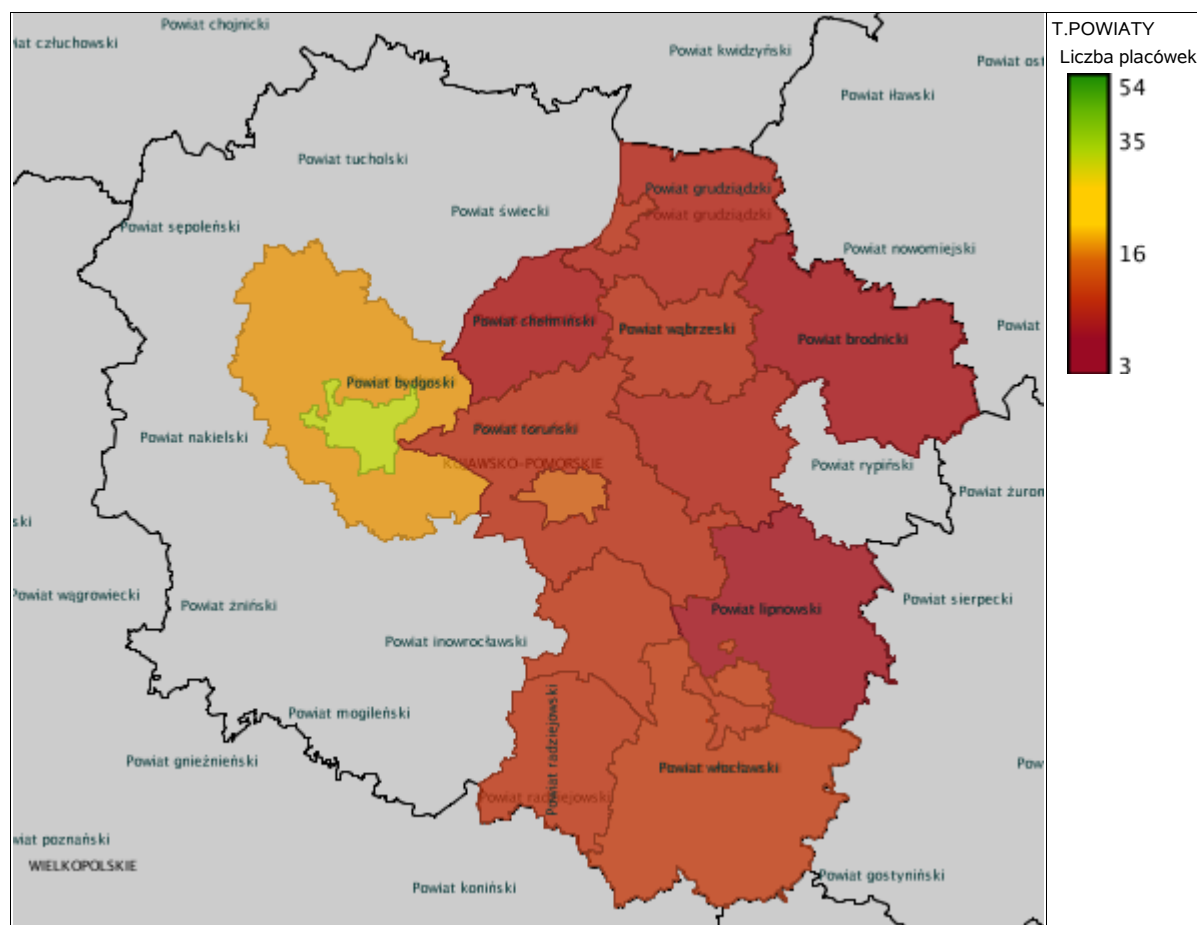 Powiat chojnicki
iat człuchowski
Powiat kwidzyński
Powiat ost
Powiat iławski
Powiat tucholski
Powiat grudziądzki
Powiat świecki
Powiat grudziądzki
Powiat sępoleński
Powiat nowomiejski
Powiat chełmiński
Powiat wąbrzeski
Powiat
Powiat brodnicki
Powiat bydgoski
Powiat toruński
Powiat nakielski
KUJAWSKO-POMORSKIE
Powiat rypiński
Powiat żuron
ski
Powiat wągrowiecki
Powiat żniński
Powiat lipnowski
Powiat sierpecki
Powiat inowrocławski
Powiat radziejowski
Powiat mogileński
Powiat gnieźnieński
Powiat włocławski
Pow
Powiat radziejowski
wiat poznański
WIELKOPOLSKIE
Powiat koniński
Powiat gostyniński
T.POWIATY
Liczba placówek
54
35
16
3